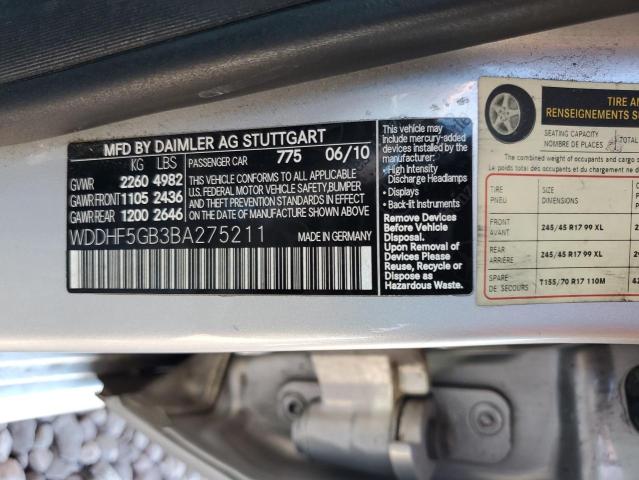 MFD BY DAIMLER AG STUTTGART
KG LBS
PASSENGER CAR 775 06/10
GVWR 2260 4982
GAWR FRONT 1105 2436
GAWR REAR 1200 2646
THIS VEHICLE CONFORMS TO ALL APPLICABLE
U.S. FEDERAL MOTOR VEHICLE SAFETY, BUMPER
AND THEFT PREVENTION STANDARDS IN EFFECT
ON THE DATE OF MANUFACTURE SHOWN ABOVE.
WDDHF5GB3BA275211
MADE IN GERMANY
This vehicle may
include mercury-added
devices installed by
the manufacturer:
• High Intensity
Discharge Headlamps
• Displays
• Back-lit Instruments
Remove Devices
Before Vehicle
Disposal.
Upon Removal of
Devices Please
Reuse, Recycle or
Dispose as
Hazardous Waste.
TIRE AN
RENSEIGNEMENTS S
SEATING CAPACITY
TOTAL
The combined weight of occupants and cargo s
TIRE
PNEU
SIZE
DIMENSIONS
FRONT
AVANT
245/45 R17 99 XL
REAR
ARRIÈRE
245/45 R17 99 XL
SPARE
DE SECOURS
T155/70 R17 110M